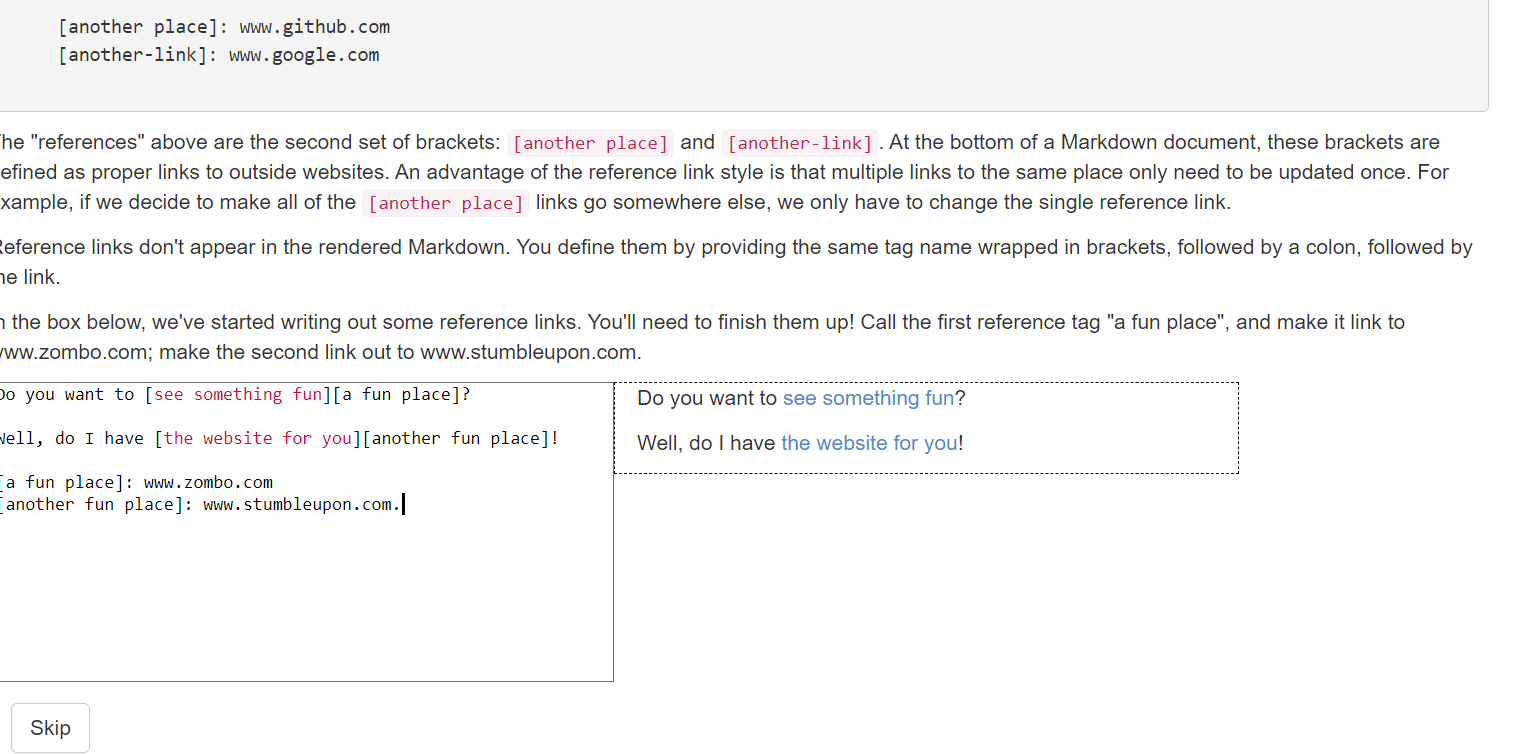 [another place]: www.github.com
[another-link]: www.google.com
he "references" above are the second set of brackets: [another place] and [another-link]. At the bottom of a Markdown document, these brackets are
efined as proper links to outside websites. An advantage of the reference link style is that multiple links to the same place only need to be updated once. For
xample, if we decide to make all of the [another place] links go somewhere else, we only have to change the single reference link.
Reference links don't appear in the rendered Markdown. You define them by providing the same tag name wrapped in brackets, followed by a colon, followed by
he link.
n the box below, we've started writing out some reference links. You'll need to finish them up! Call the first reference tag "a fun place", and make it link to
www.zombo.com; make the second link out to www.stumbleupon.com.
Do you want to [see something fun][a fun place]?
Well, do I have [the website for you][another fun place]!
[a fun place]: www.zombo.com
[another fun place]: www.stumbleupon.com.
Do you want to see something fun?
Well, do I have the website for you!
Skip